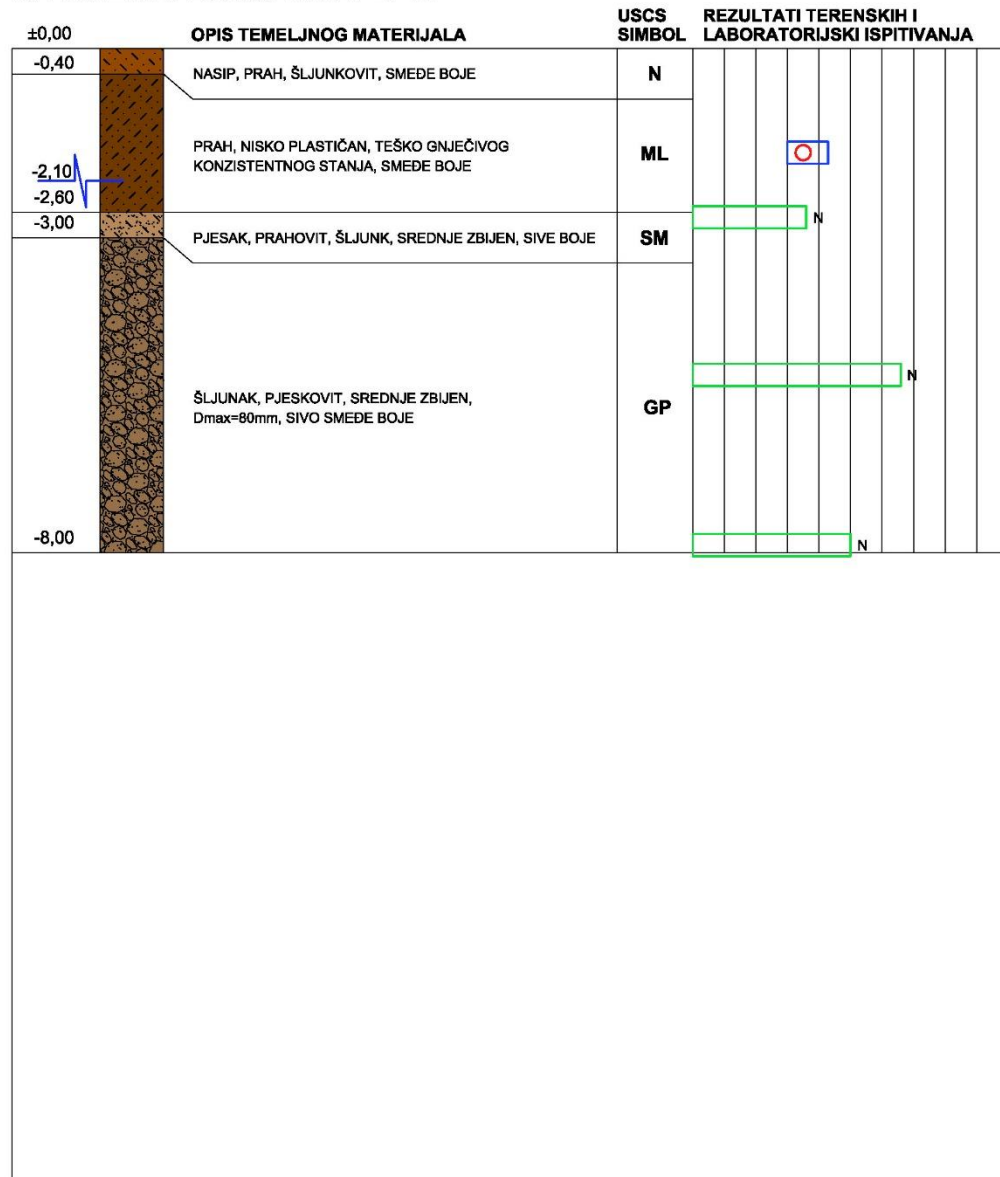 ±0,00
OPIS TEMELJNOG MATERIJALA
USCS
SIMBOL
REZULTATI TERENSKIH I
LABORATORIJSKI ISPITIVANJA
-0,40
NASIP, PRAH, ŠLJUNKOVIT, SMEĐE BOJE
N
PRAH, NISKO PLASTIČAN, TEŠKO GNJEČIVOG
KONZISTENTNOG STANJA, SMEĐE BOJE
ML
-2,10
-2,60
N
-3,00
PJESAK, PRAHOVIT, ŠLJUNK, SREDNJE ZBIJEN, SIVE BOJE
SM
N
ŠLJUNAK, PJESKOVIT, SREDNJE ZBIJEN,
Dmax=80mm, SIVO SMEĐE BOJE
GP
-8,00
N